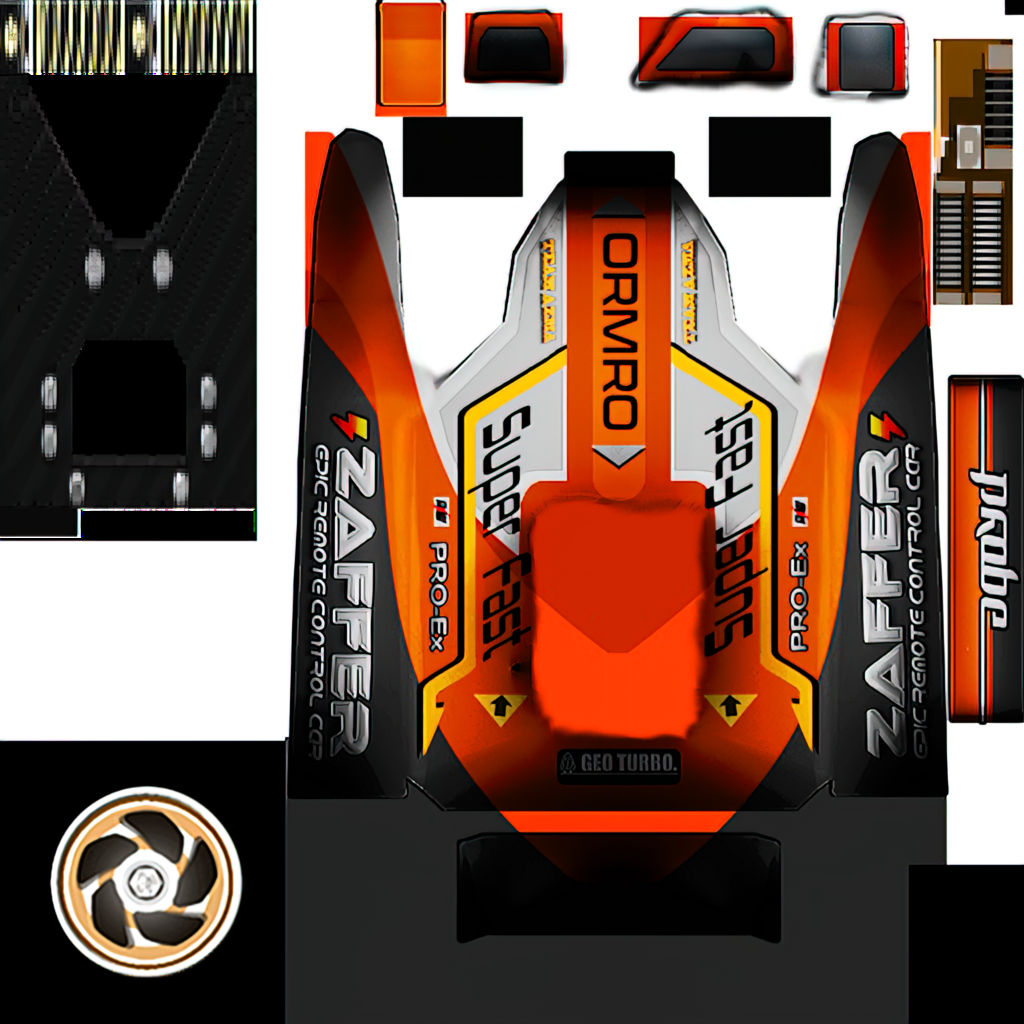 ORMRO
Super Fast
Super Fast
ZAFFER
EPIC REMOTE CONTROL CAR
PRO-Ex
PRO-Ex
ZAFFER
EPIC REMOTE CONTROL CAR
probe
GEO TURBO.